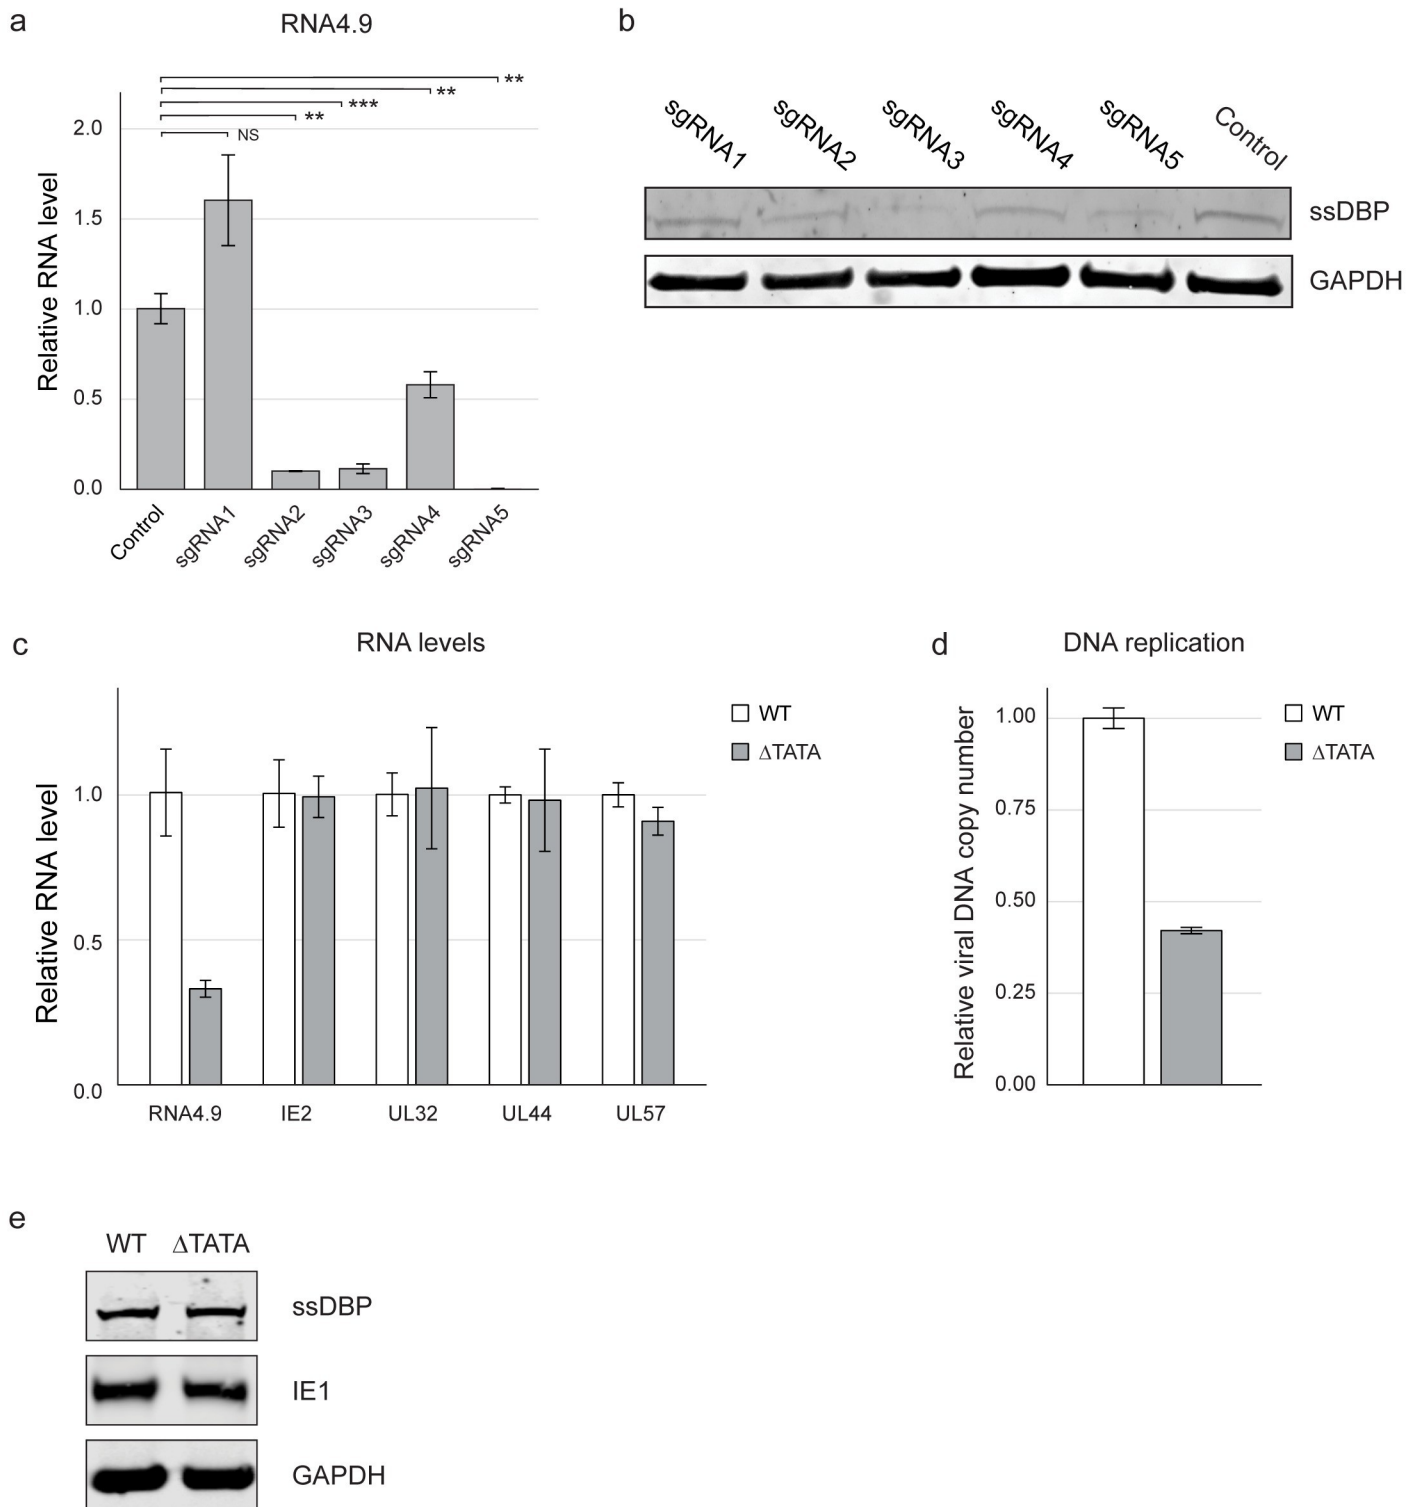 a
RNA4.9
**
**
***
**
NS
2.0
1.5
1.0
0.5
0.0
Relative RNA level
Control
sgRNA1
sgRNA2
sgRNA3
sgRNA4
sgRNA5
b
sgRNA1
sgRNA2
sgRNA3
sgRNA4
sgRNA5
Control
ssDBP
GAPDH
c
RNA levels
WT
ΔTATA
1.0
0.5
0.0
Relative RNA level
RNA4.9
IE2
UL32
UL44
UL57
d
DNA replication
WT
ΔTATA
1.00
0.75
0.50
0.25
0.00
Relative viral DNA copy number
e
WT ΔTATA
ssDBP
IE1
GAPDH